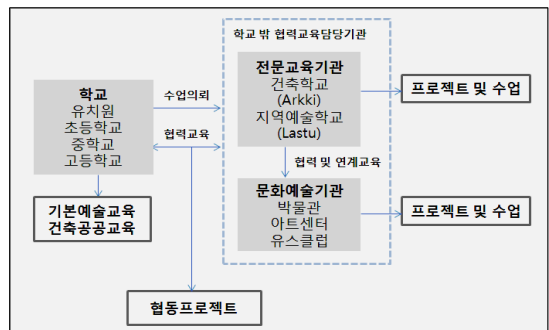 학교 밖 협력교육담당기관
학교
유치원
초등학교
중학교
고등학교
수업의뢰
협력교육
전문교육기관
건축학교
(Arkki)
지역예술학교
(Lastu)
프로젝트 및 수업
협력 및 연계교육
기본예술교육
건축공공교육
문화예술기관
박물관
아트센터
유스클럽
프로젝트 및 수업
협동프로젝트